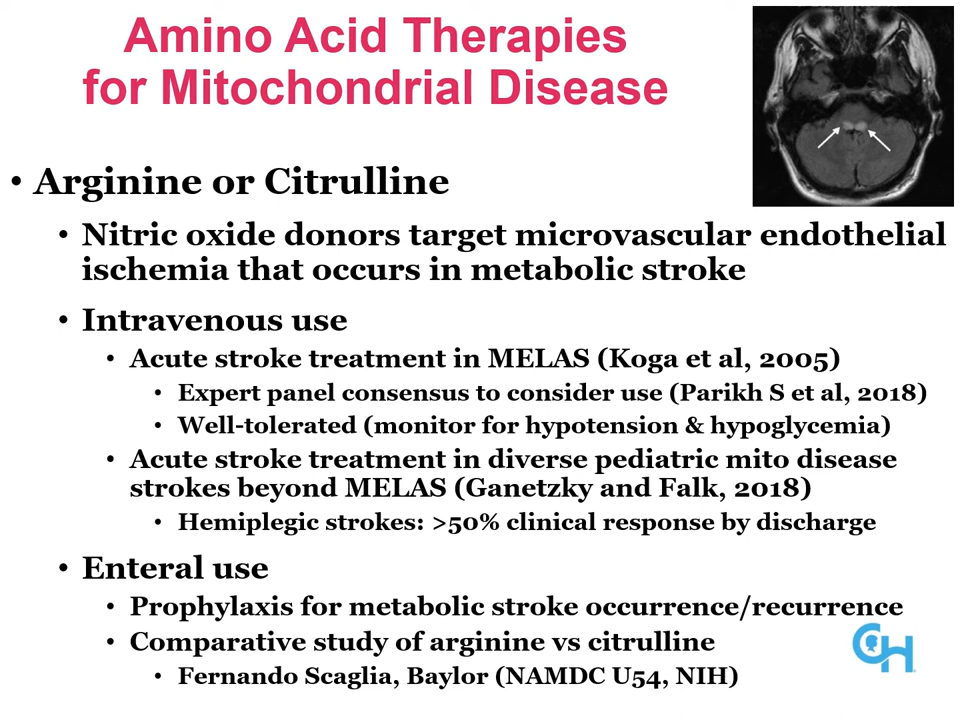 Amino Acid Therapies
for Mitochondrial Disease
• Arginine or Citrulline
• Nitric oxide donors target microvascular endothelial
ischemia that occurs in metabolic stroke
• Intravenous use
• Acute stroke treatment in MELAS (Koga et al, 2005)
• Expert panel consensus to consider use (Parikh S et al, 2018)
• Well-tolerated (monitor for hypotension & hypoglycemia)
• Acute stroke treatment in diverse pediatric mito disease
strokes beyond MELAS (Ganetzky and Falk, 2018)
• Hemiplegic strokes: >50% clinical response by discharge
• Enteral use
• Prophylaxis for metabolic stroke occurrence/recurrence
• Comparative study of arginine vs citrulline
• Fernando Scaglia, Baylor (NAMDC U54, NIH)
CH